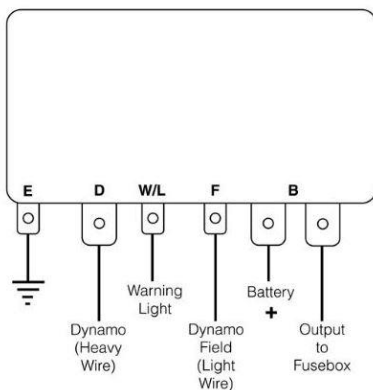 E D W/L F B
Warning
Light
Battery
+
Dynamo
(Heavy
Wire)
Dynamo
Field
(Light
Wire)
Output
to
Fusebox